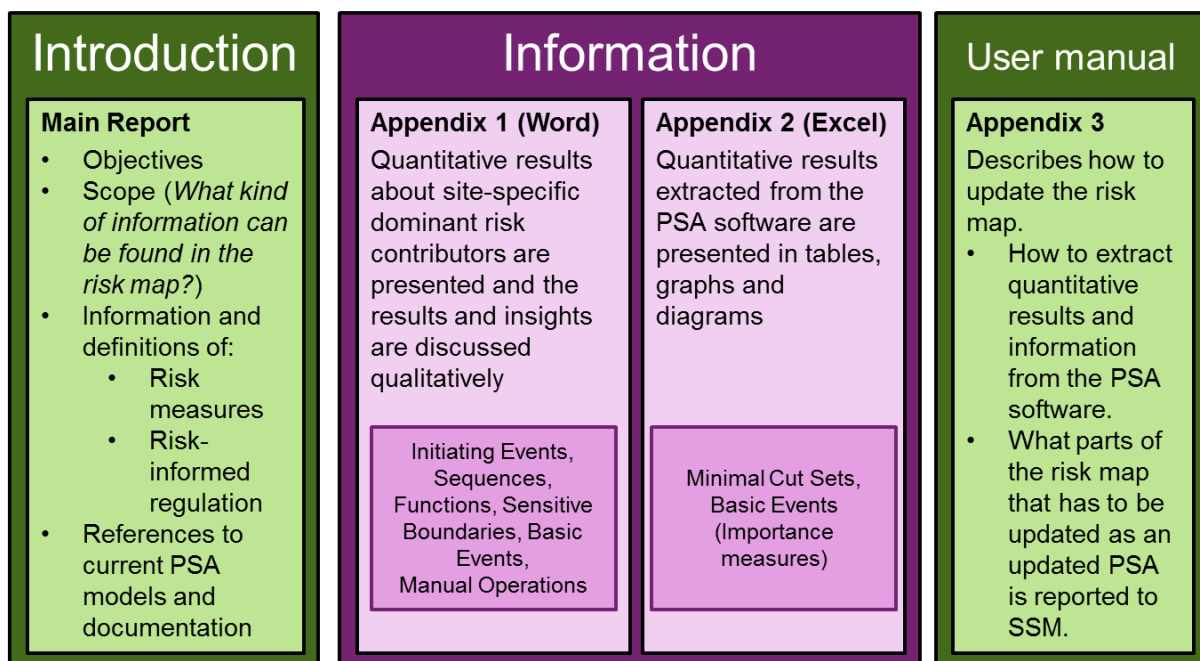 Introduction
Main Report
• Objectives
• Scope (What kind
of information can
be found in the
risk map?)
• Information and
definitions of:
• Risk
measures
• Risk-
informed
regulation
• References to
current PSA
models and
documentation
Information
Appendix 1 (Word)
Quantitative results
about site-specific
dominant risk
contributors are
presented and the
results and insights
are discussed
qualitatively
Initiating Events,
Sequences,
Functions, Sensitive
Boundaries, Basic
Events,
Manual Operations
Appendix 2 (Excel)
Quantitative results
extracted from the
PSA software are
presented in tables,
graphs and
diagrams
Minimal Cut Sets,
Basic Events
(Importance
measures)
User manual
Appendix 3
Describes how to
update the risk
map.
• How to extract
quantitative
results and
information
from the PSA
software.
• What parts of
the risk map
that has to be
updated as an
updated PSA
is reported to
SSM.